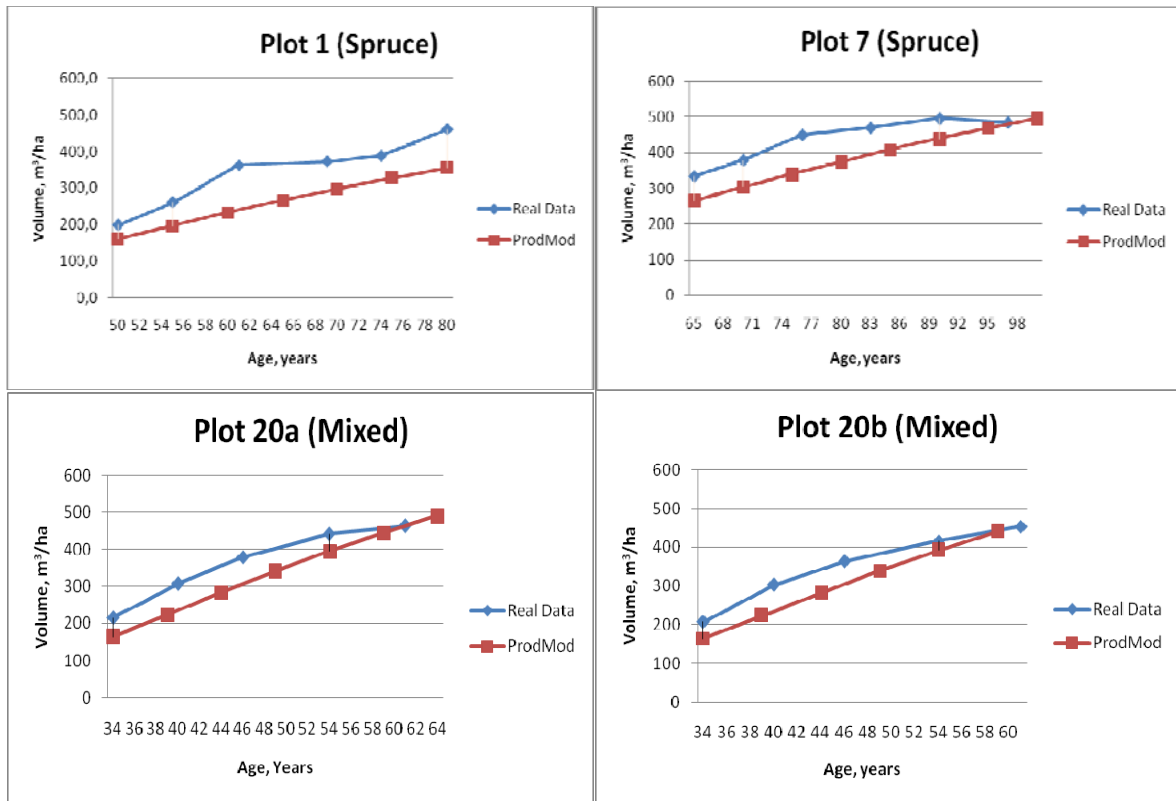 Plot 1 (Spruce)
600,0
500,0
400,0
300,0
200,0
100,0
0,0
Volume, m³/ha
50 52 54 56 58 60 62 64 66 68 70 72 74 76 78 80
Age, years
Real Data
ProdMod
Plot 7 (Spruce)
600
500
400
300
200
100
0
Volume, m³/ha
65 68 71 74 77 80 83 86 89 92 95 98
Age, years
Real Data
ProdMod
Plot 20a (Mixed)
600
500
400
300
200
100
0
Volume, m³/ha
34 36 38 40 42 44 46 48 50 52 54 56 58 60 62 64
Age, Years
Real Data
ProdMod
Plot 20b (Mixed)
600
500
400
300
200
100
0
Volume, m³/ha
34 36 38 40 42 44 46 48 50 52 54 56 58 60
Age, years
Real Data
ProdMod